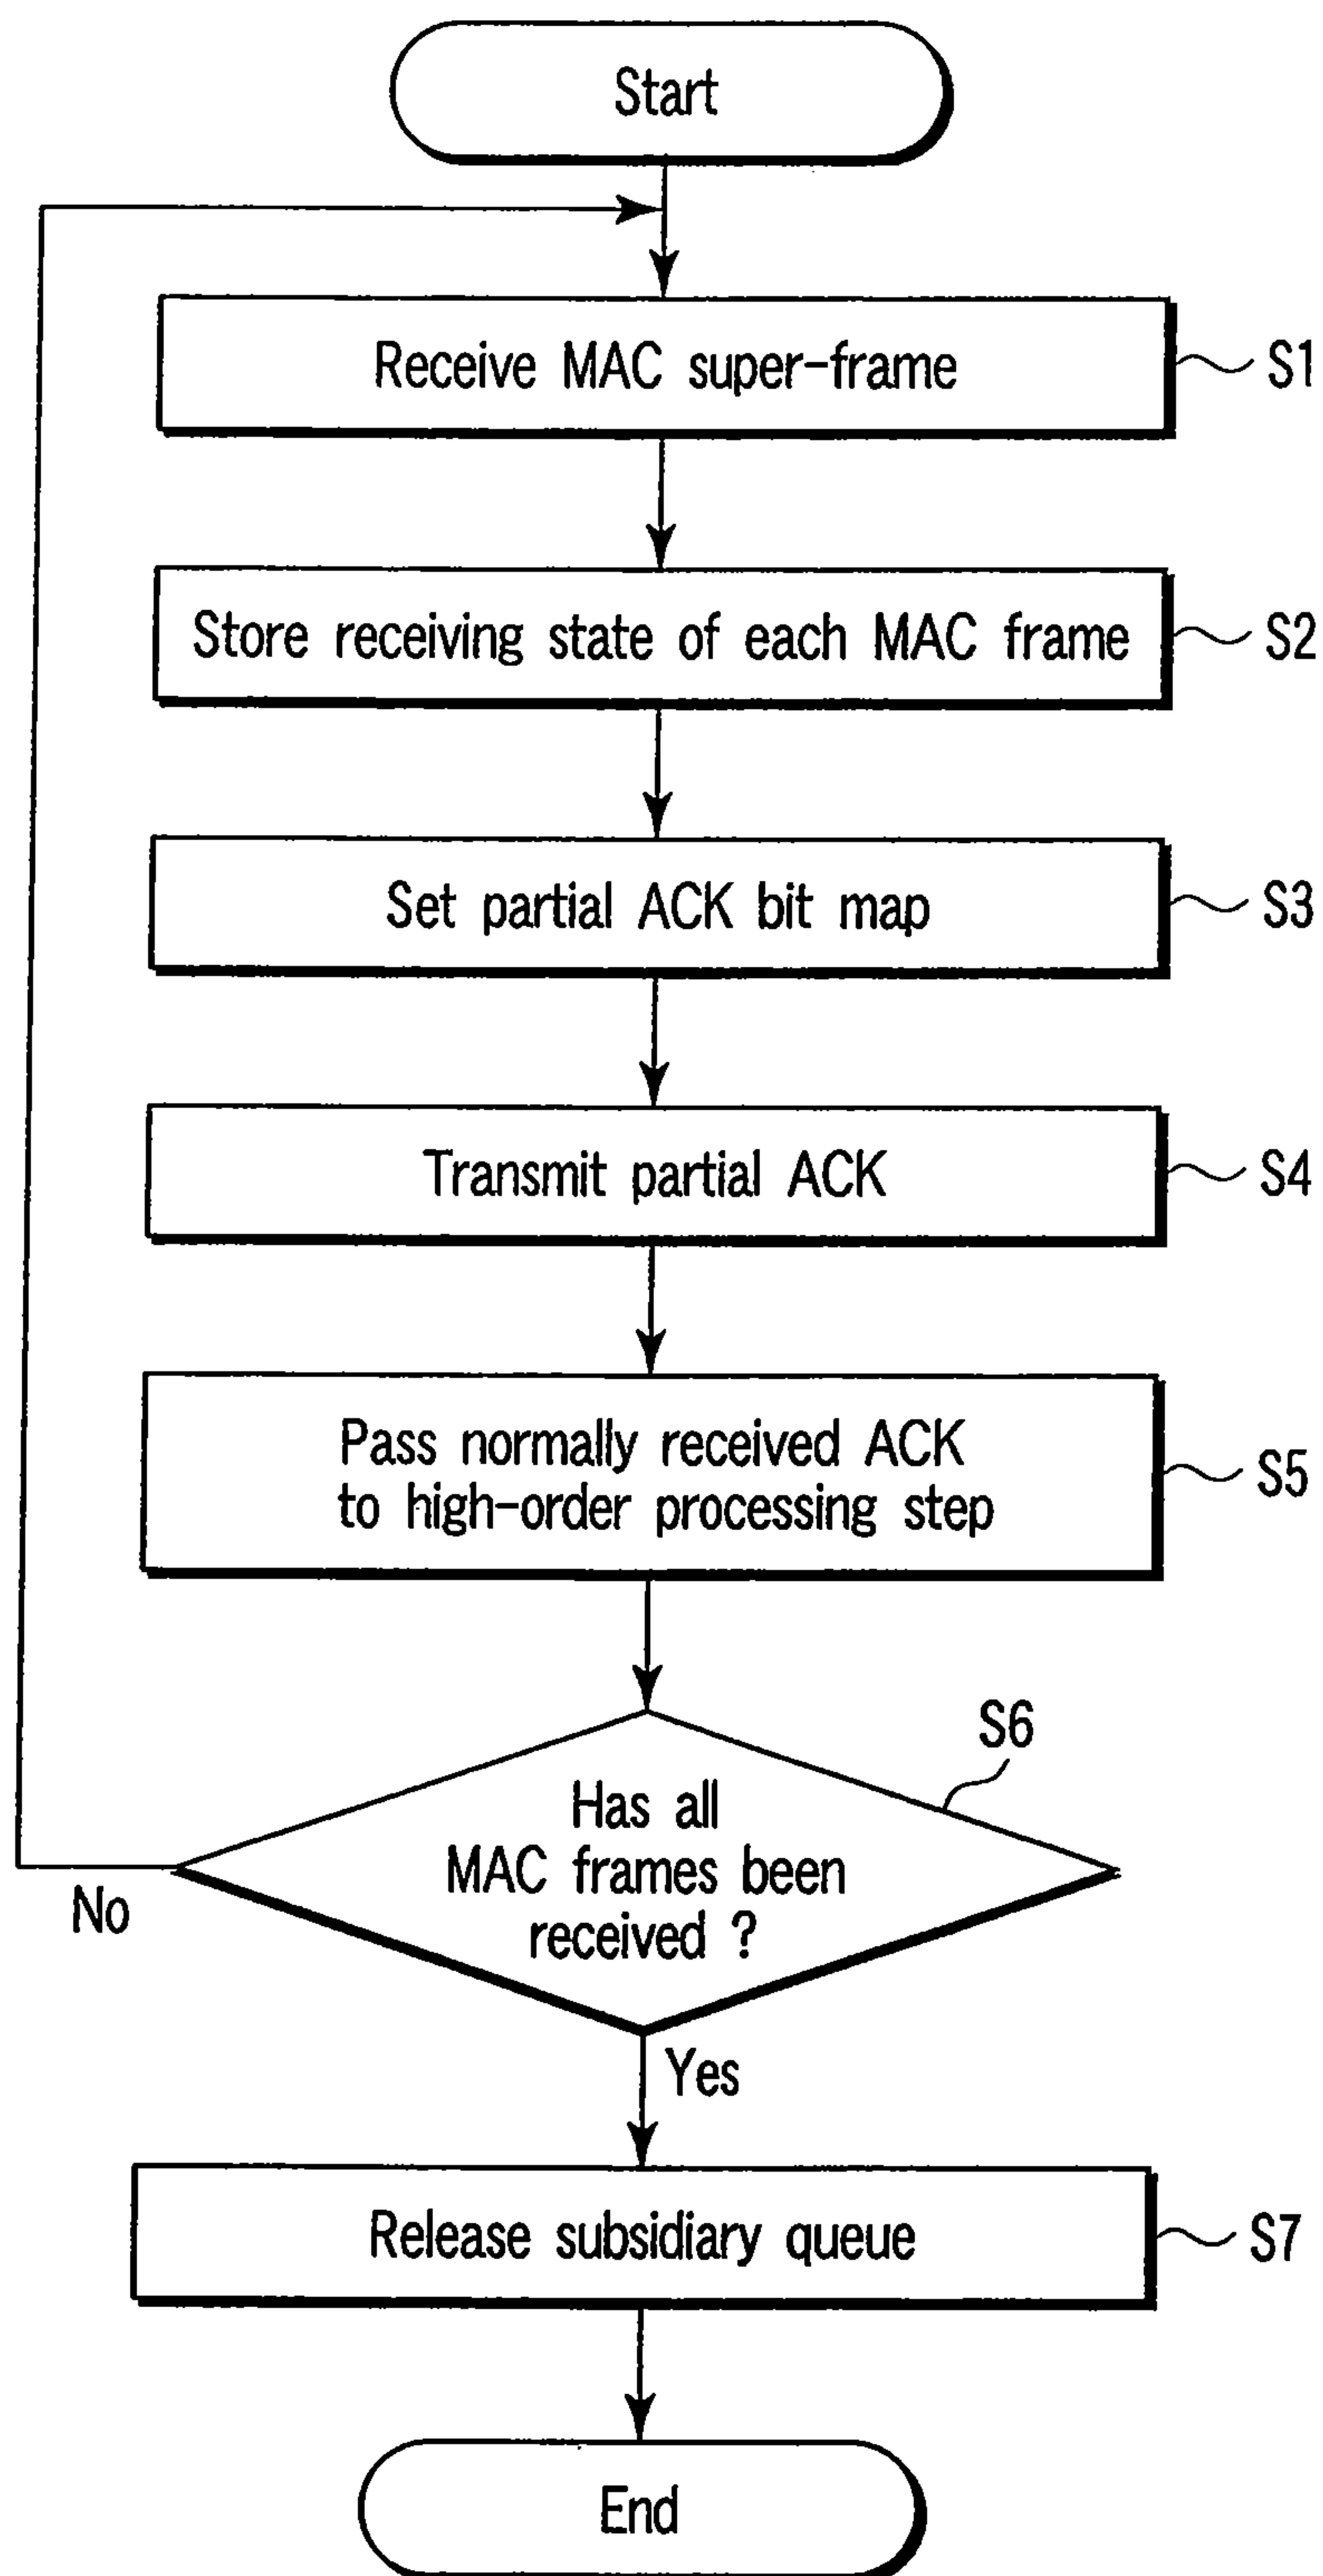 Start
Receive MAC super-frame
S1
Store receiving state of each MAC frame
S2
Set partial ACK bit map
S3
Transmit partial ACK
S4
Pass normally received ACK
to high-order processing step
S5
S6
Has all
MAC frames been
received ?
No
Yes
Release subsidiary queue
S7
End